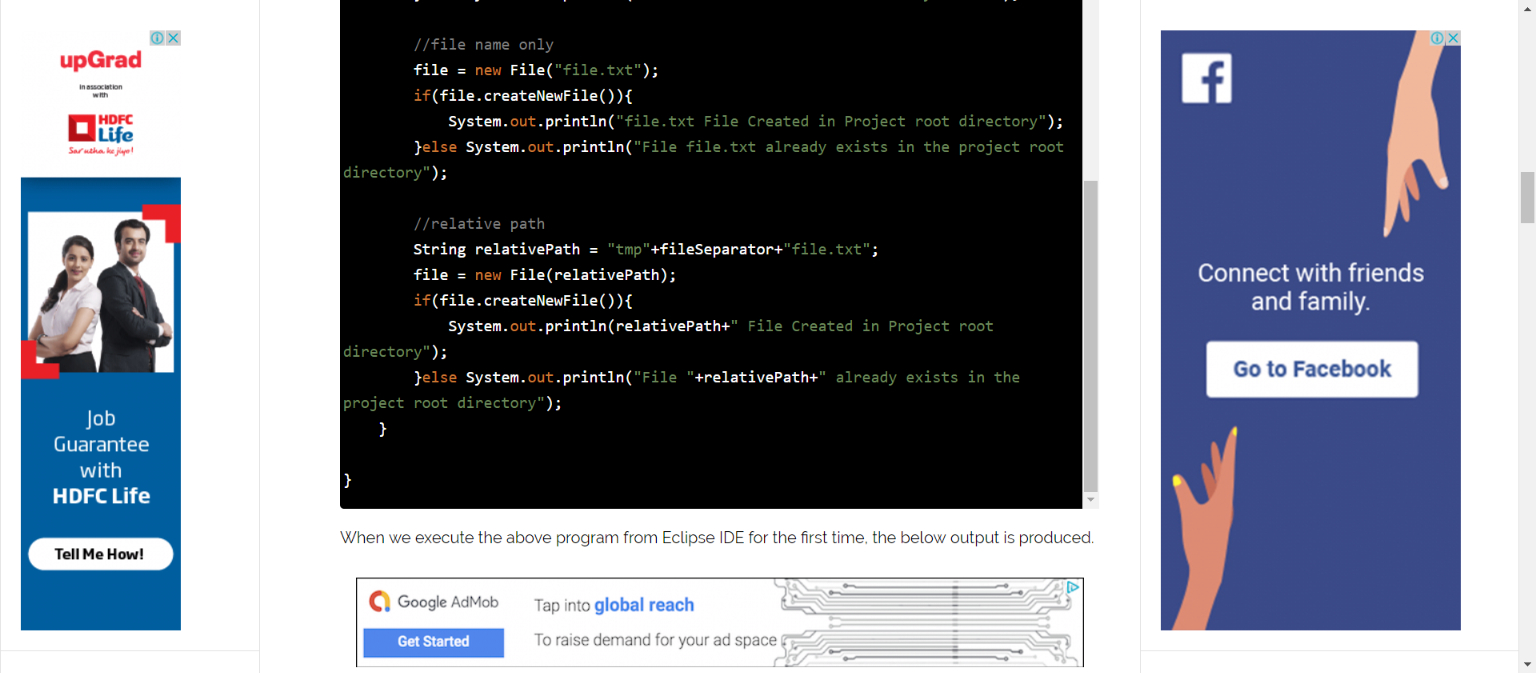 upGrad
in association
with
HDFC
Life
Sar utha ke jiyo!
Job
Guarantee
with
HDFC Life
Tell Me How!
//file name only
file = new File("file.txt");
if(file.createNewFile()){
System.out.println("file.txt File Created in Project root directory");
}else System.out.println("File file.txt already exists in the project root
directory");
//relative path
String relativePath = "tmp"+fileSeparator+"file.txt";
file = new File(relativePath);
if(file.createNewFile()){
System.out.println(relativePath+" File Created in Project root
directory");
}else System.out.println("File "+relativePath+" already exists in the
project root directory");
}
}
When we execute the above program from Eclipse IDE for the first time, the below output is produced.
Google AdMob
Get Started
Tap into global reach
To raise demand for your ad space
f
Connect with friends
and family.
Go to Facebook